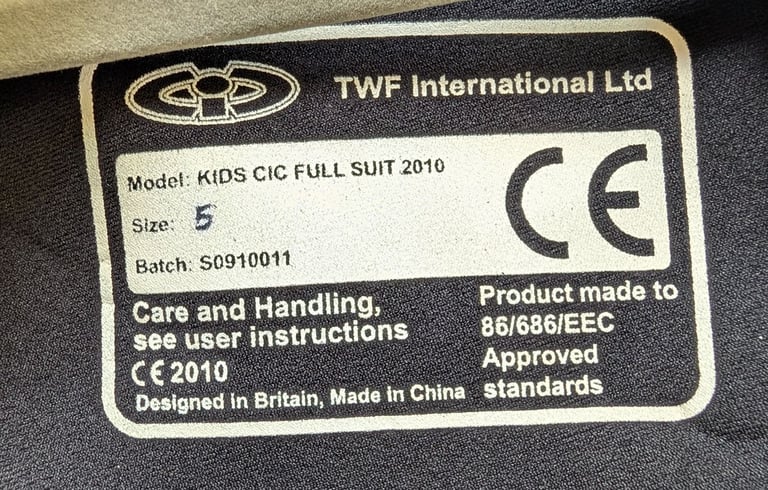 TWF International Ltd
Model: KIDS CIC FULL SUIT 2010
Size: 5
Batch: S0910011
CE
Care and Handling,
see user instructions
CE 2010
Designed in Britain, Made in China
Product made to
86/686/EEC
Approved
standards